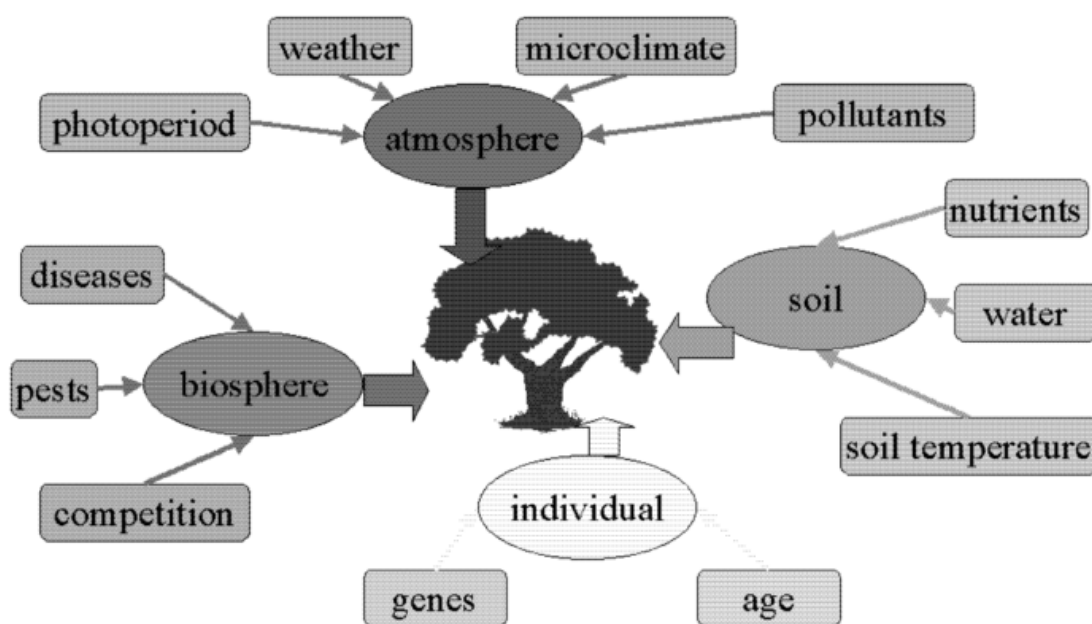 weather
microclimate
photoperiod
atmosphere
pollutants
nutrients
diseases
soil
water
pests
biosphere
soil temperature
competition
individual
genes
age